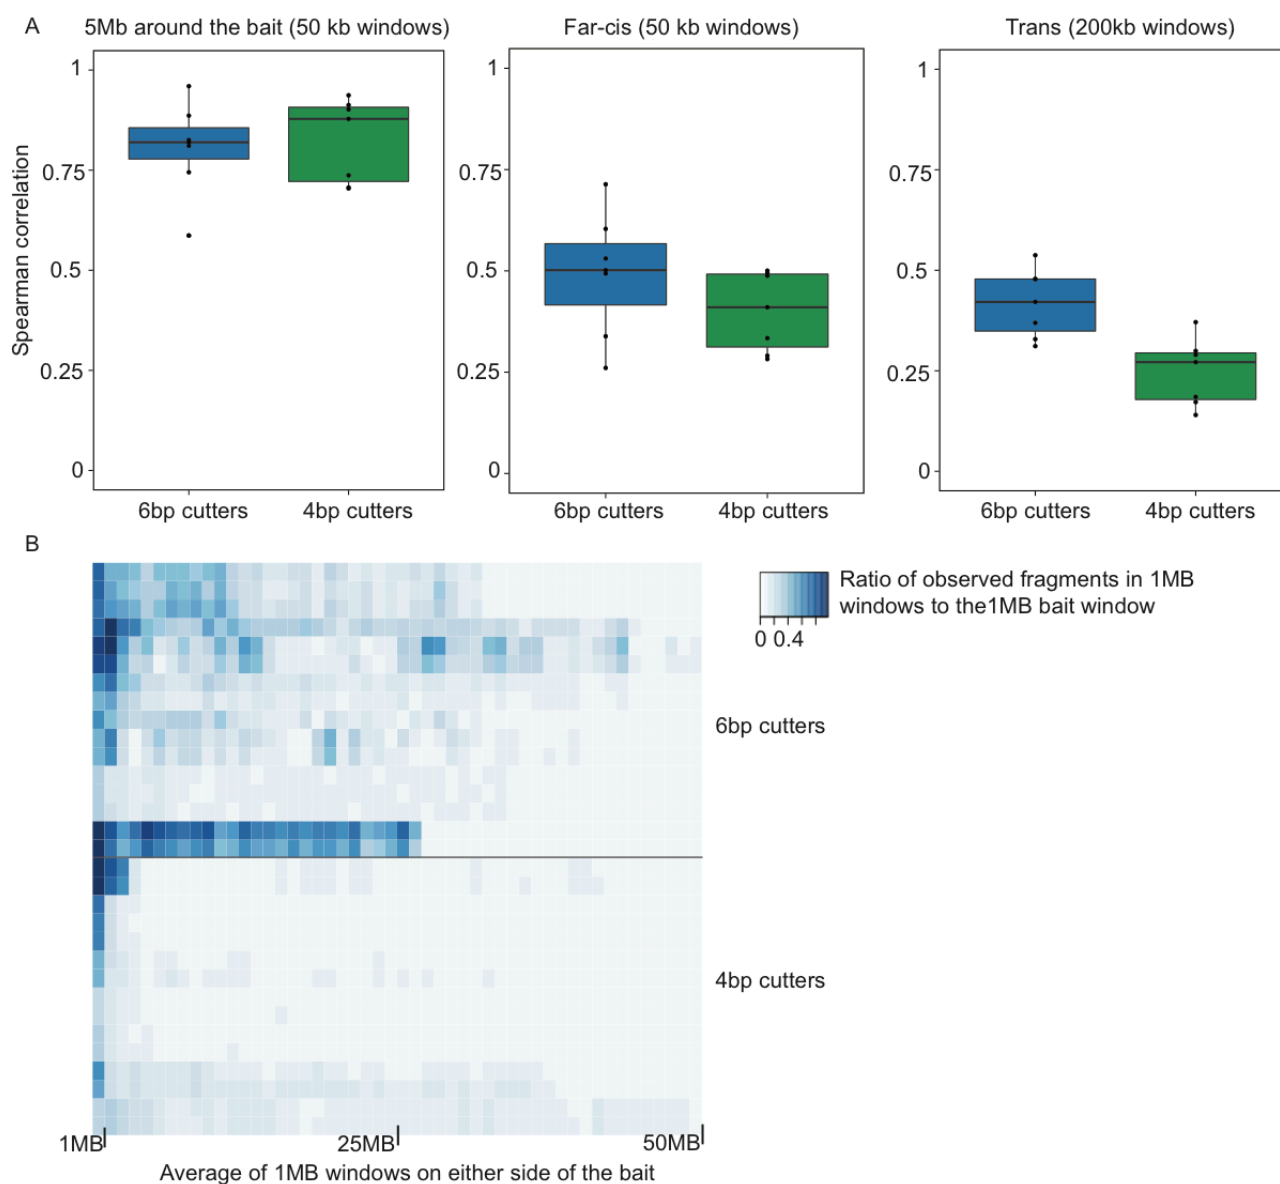 A
5Mb around the bait (50 kb windows)
Far-cis (50 kb windows)
Trans (200kb windows)
Spearman correlation
1
0.75
0.5
0.25
0
6bp cutters
4bp cutters
1
0.75
0.5
0.25
0
6bp cutters
4bp cutters
1
0.75
0.5
0.25
0
6bp cutters
4bp cutters
B
Ratio of observed fragments in 1MB
windows to the1MB bait window
0 0.4
6bp cutters
4bp cutters
1MB
25MB
50MB
Average of 1MB windows on either side of the bait